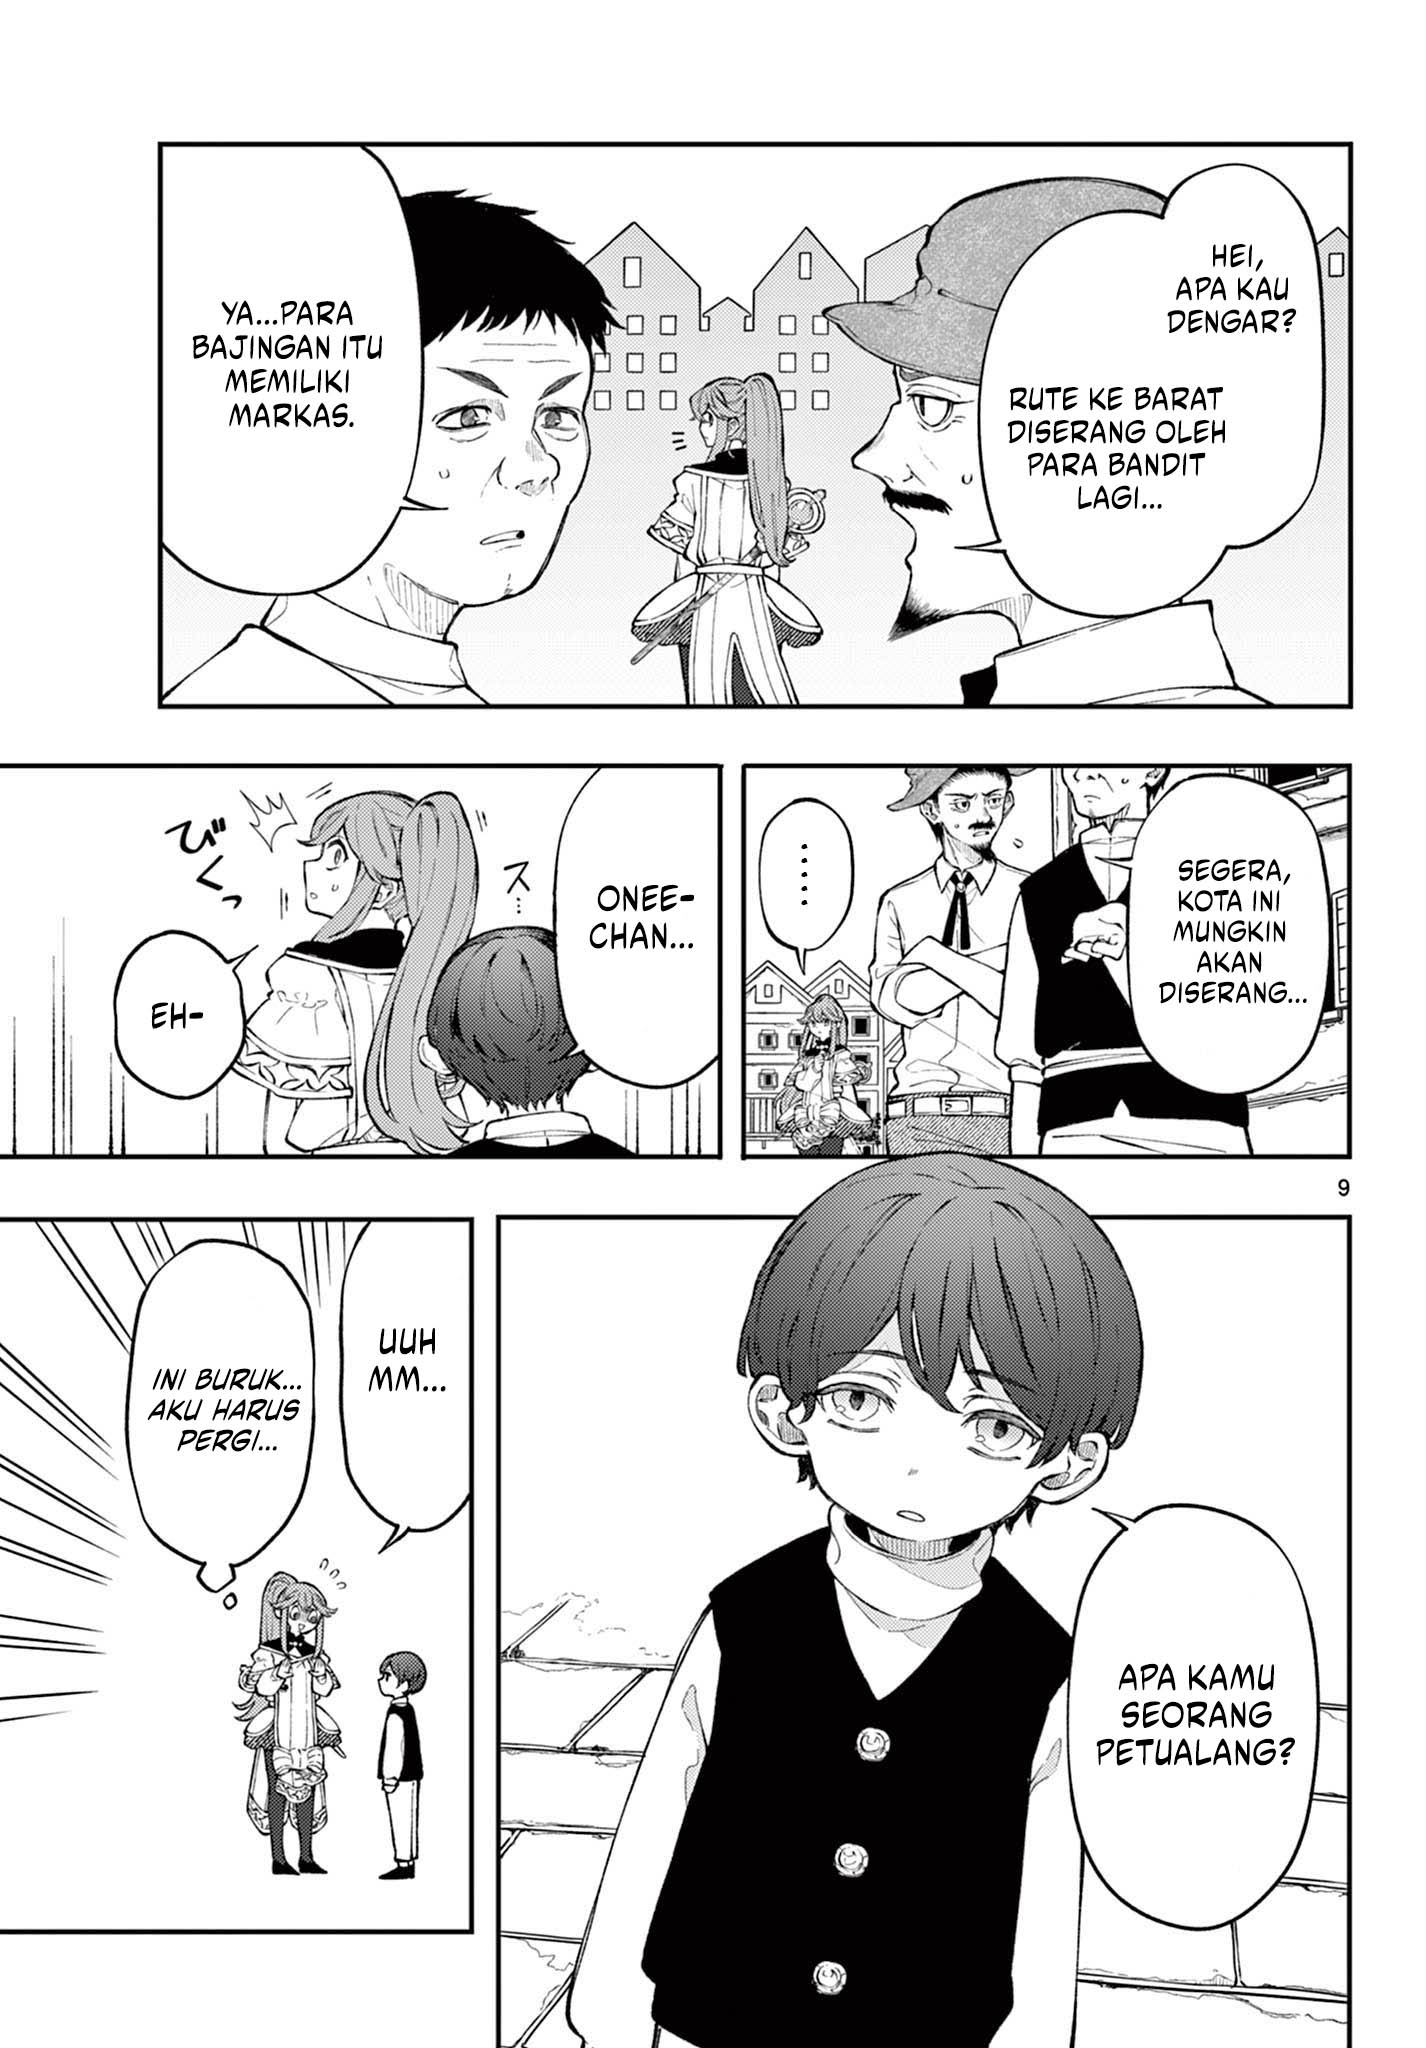 HEI,
APA KAU
DENGAR?
RUTE KE BARAT
DISERANG OLEH
PARA BANDIT
LAGI...
YA...PARA
BAJINGAN ITU
MEMILIKI
MARKAS.
SEGERA,
KOTA INI
MUNGKIN
AKAN
DISERANG...
......
ONEE-
CHAN...
ス...
びくっ
EH-
9
APA KAMU
SEORANG
PETUALANG?
UUH
MM...
INI BURUK...
AKU HARUS
PERGI...